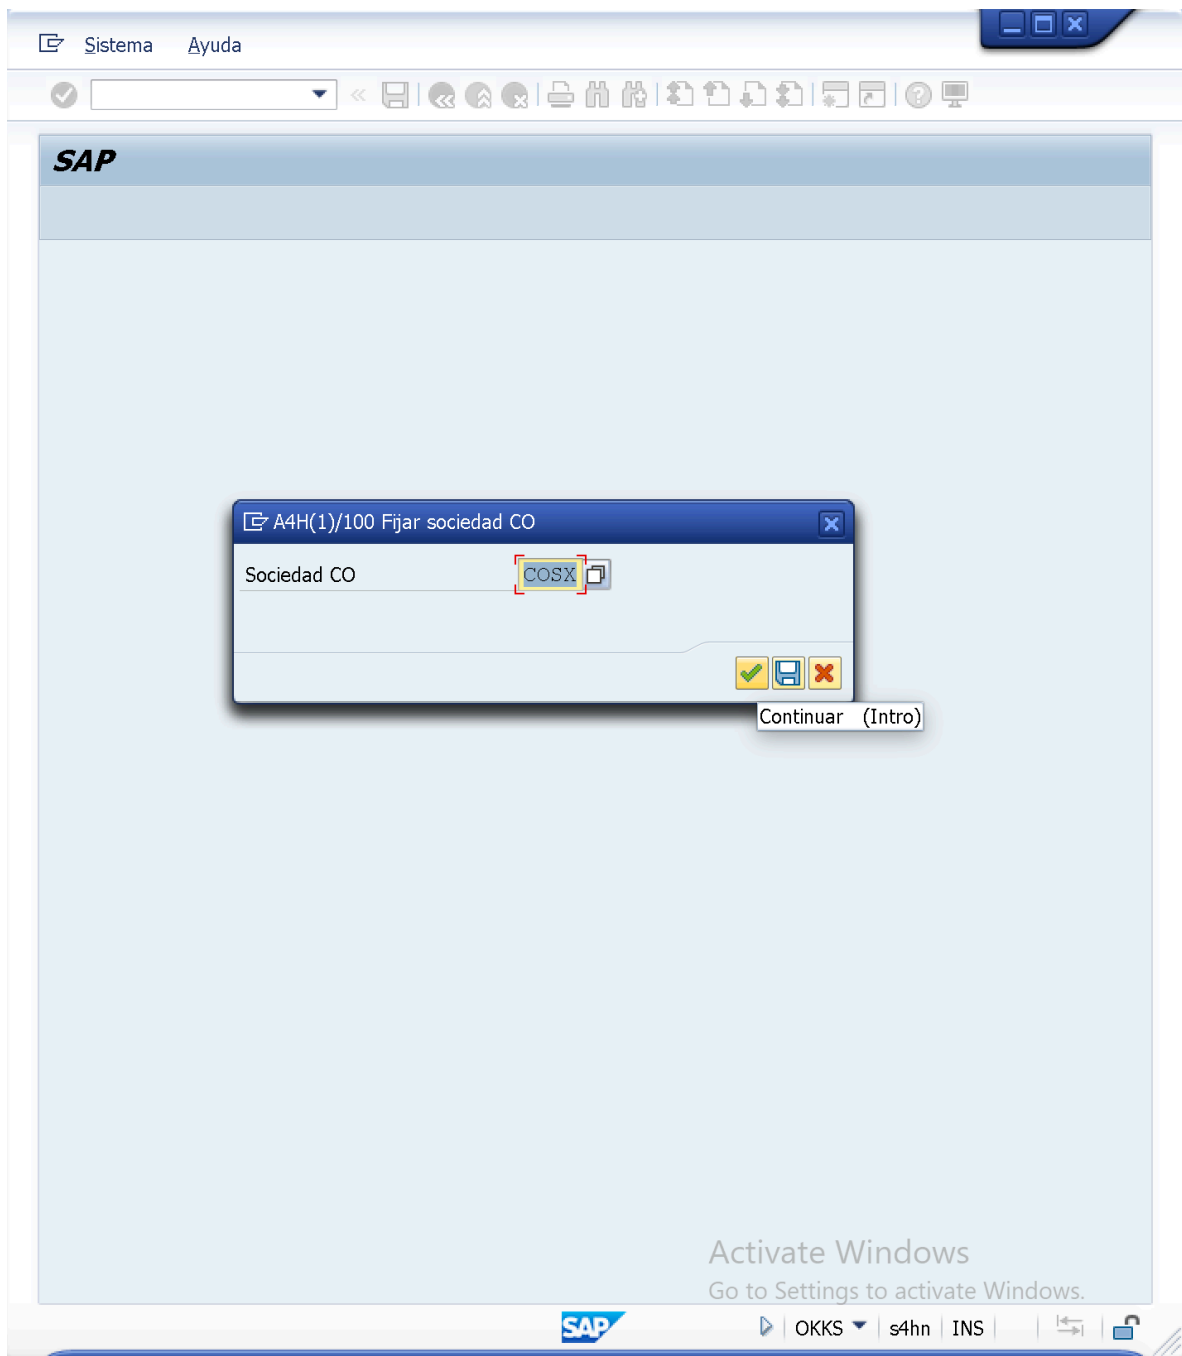 Sistema Ayuda
SAP
A4H(1)/100 Fijar sociedad CO
Sociedad CO COSX
Continuar (Intro)
Activate Windows
Go to Settings to activate Windows.
SAP OKKS s4hn INS